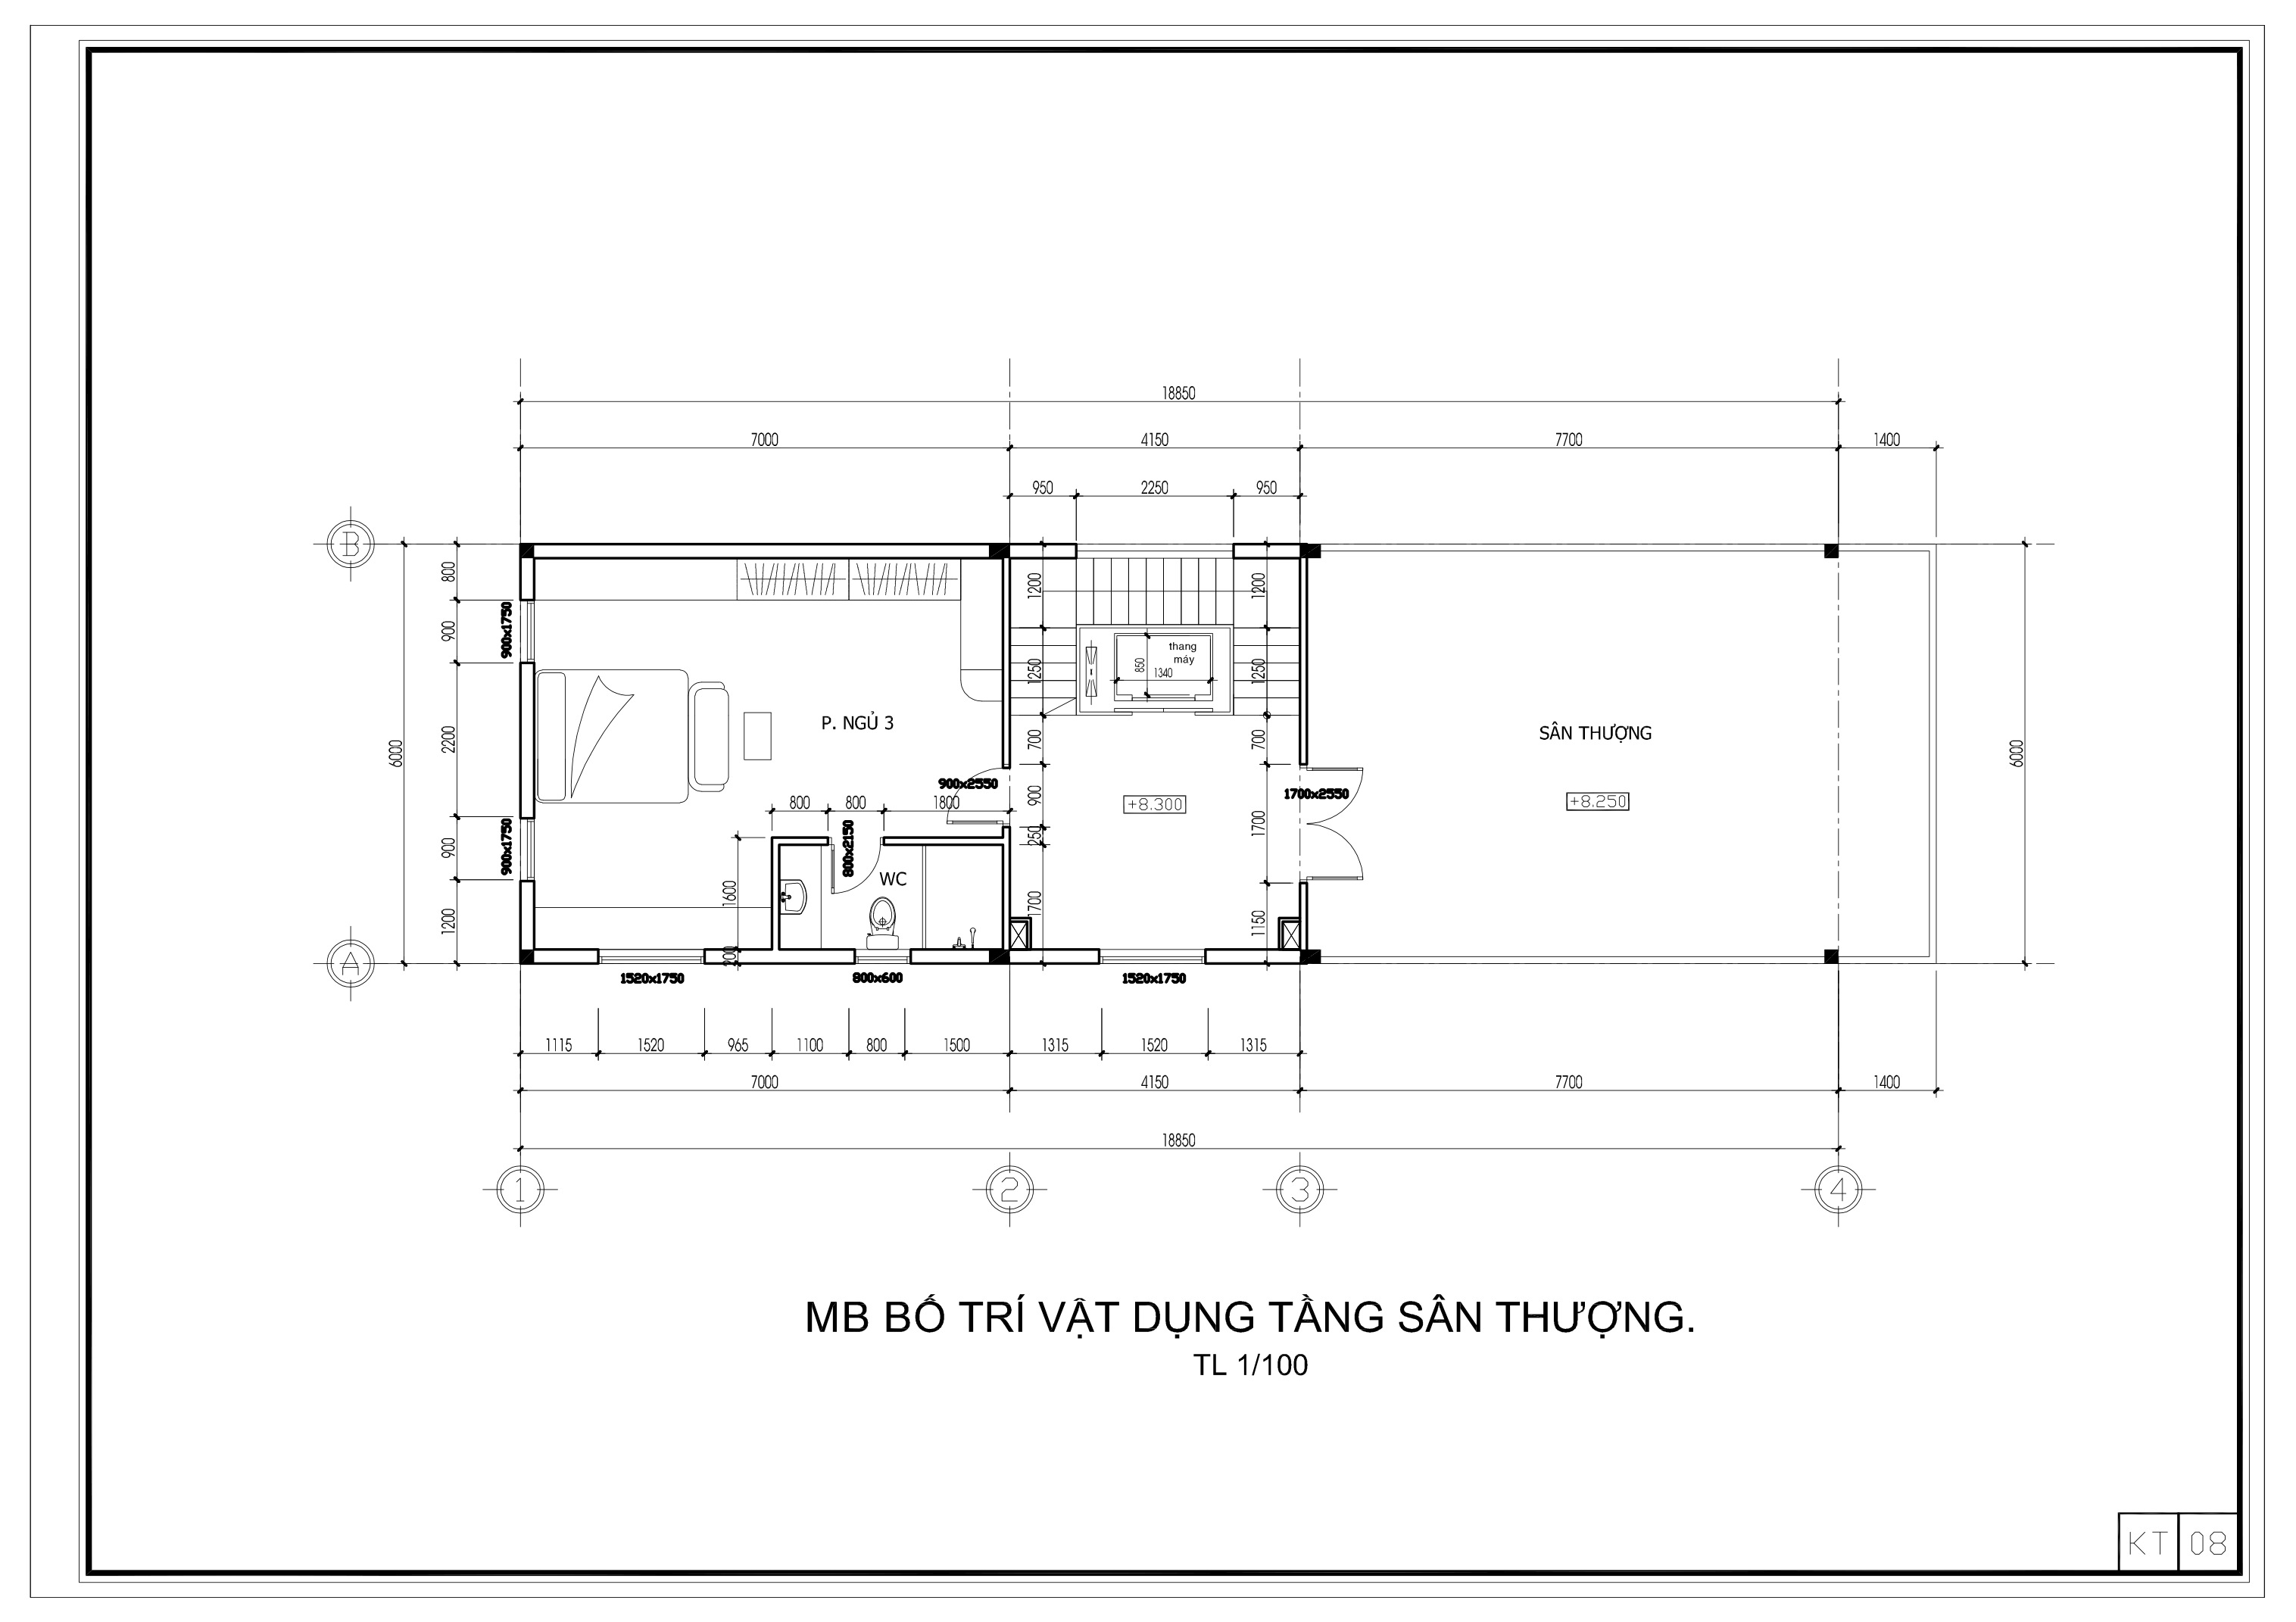 18850
7000 4150 7700 1400
950 2250 950
B
800
900
2200
900
1200
6000
900x1750
900x1750
1200
1250
700
900
250
1700
1200
1250
700
1700
1150
thang
máy
850
1340
P. NGỦ 3
SÂN THƯỢNG
6000
900x2550
1700x2550
+8.300
+8.250
800 800 1800
800x2150
WC
1600
200
A
1520x1750 800x600 1520x1750
1115 1520 965 1100 800 1500 1315 1520 1315
7000 4150 7700 1400
18850
1 2 3 4
MB BỐ TRÍ VẬT DỤNG TẦNG SÂN THƯỢNG.
TL 1/100
KT 08